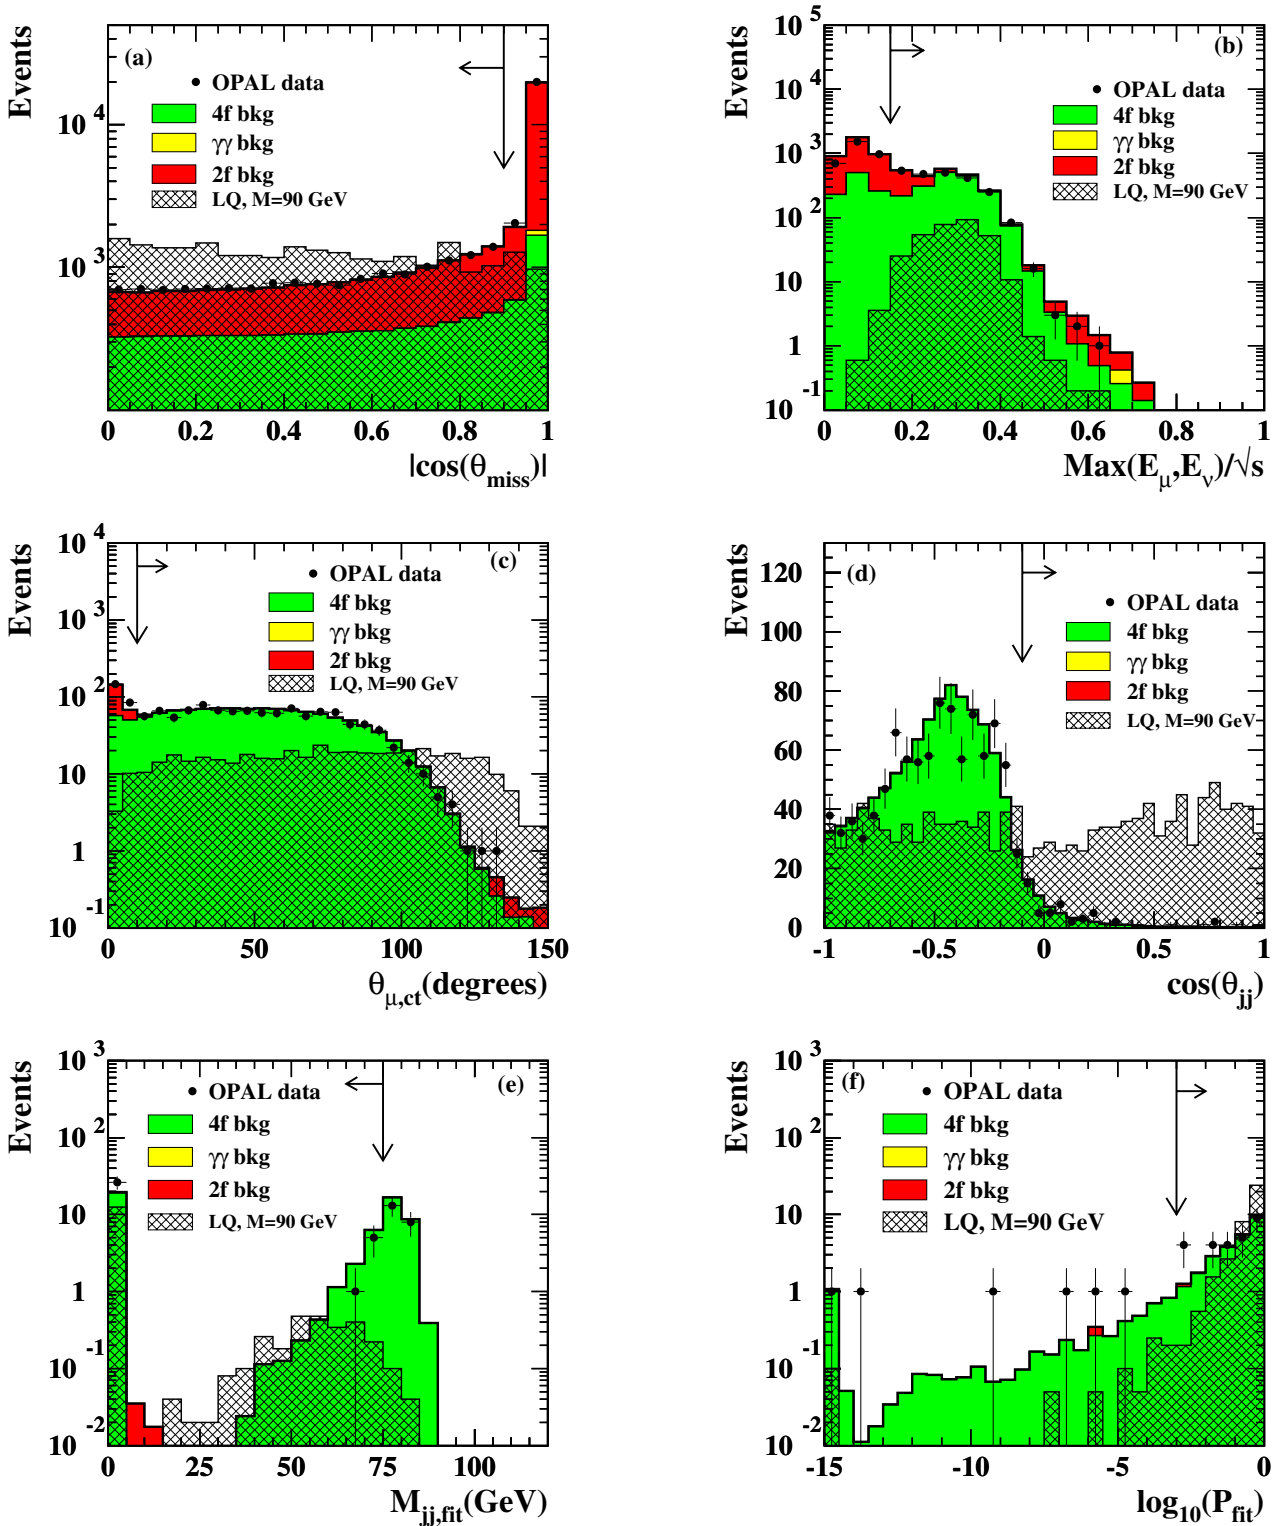 Events
(a)
OPAL data
4f bkg
γγ bkg
2f bkg
LQ, M=90 GeV
10^4
10^3
0 0.2 0.4 0.6 0.8 1
|cos(θ_miss)|
Events
(b)
OPAL data
4f bkg
γγ bkg
2f bkg
LQ, M=90 GeV
10^5
10^4
10^3
10^2
10
1
10^-1
0 0.2 0.4 0.6 0.8 1
Max(E_μ,E_ν)/√s
Events
(c)
OPAL data
4f bkg
γγ bkg
2f bkg
LQ, M=90 GeV
10^4
10^3
10^2
10
1
10^-1
0 50 100 150
θ_μ,ct(degrees)
Events
(d)
OPAL data
4f bkg
γγ bkg
2f bkg
LQ, M=90 GeV
120
100
80
60
40
20
0
-1 -0.5 0 0.5 1
cos(θ_jj)
Events
(e)
OPAL data
4f bkg
γγ bkg
2f bkg
LQ, M=90 GeV
10^3
10^2
10
1
10^-1
10^-2
0 25 50 75 100
M_jj,fit(GeV)
Events
(f)
OPAL data
4f bkg
γγ bkg
2f bkg
LQ, M=90 GeV
10^3
10^2
10
1
10^-1
10^-2
-15 -10 -5 0
log_10(P_fit)